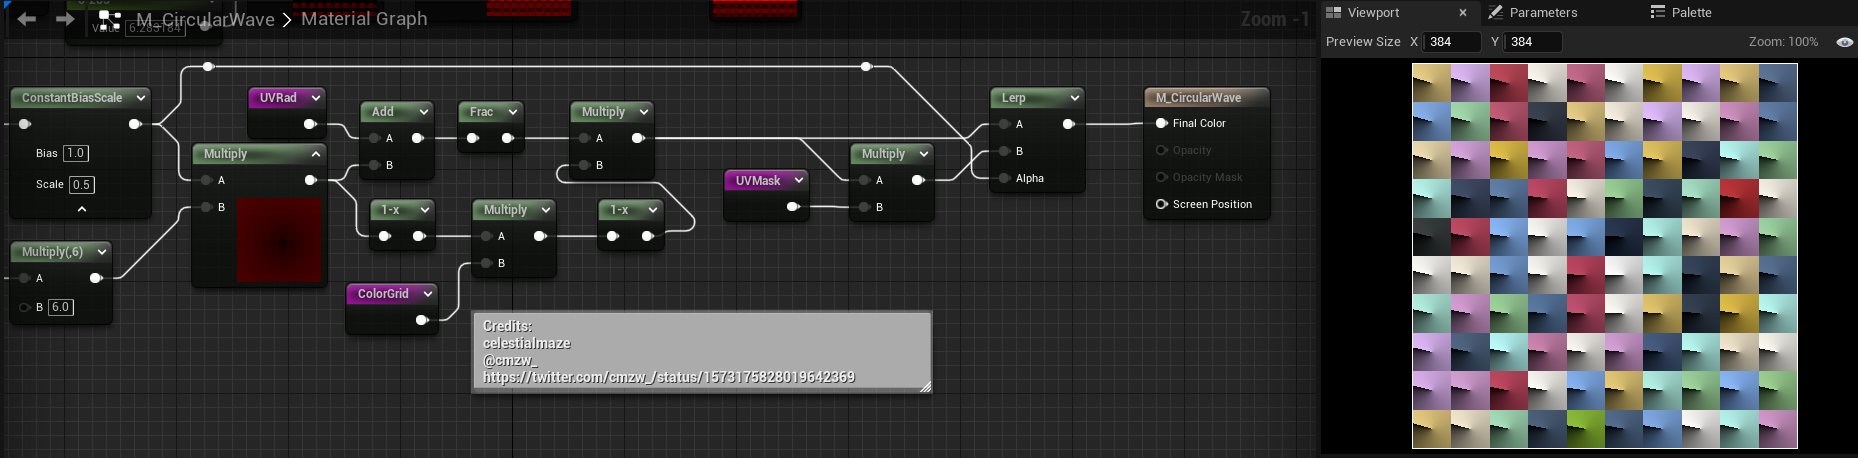 M_CircularWave > Material Graph
Zoom -1
Value 6.283184
ConstantBiasScale
Bias 1.0
Scale 0.5
Multiply(,6)
A
B 6.0
Multiply
A
B
UVRad
Add
A
B
Frac
Multiply
A
B
1-x
Multiply
A
B
1-x
ColorGrid
UVMask
Multiply
A
B
Lerp
A
B
Alpha
M_CircularWave
Final Color
Opacity
Opacity Mask
Screen Position
Credits:
celestialmaze
@cmzw_
https://twitter.com/cmzw_/status/1573175828019642369
Viewport
Parameters
Palette
Preview Size X 384 Y 384
Zoom: 100%